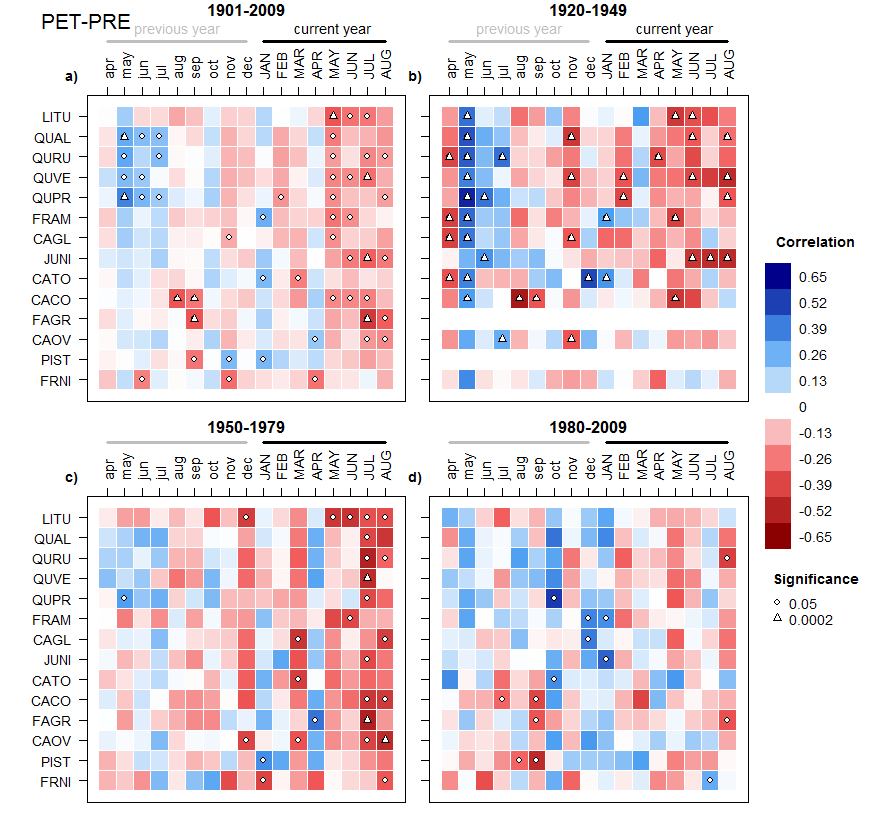 PET-PRE
1901-2009
1920-1949
previous year
current year
previous year
current year
a)
apr may jun jul aug sep oct nov dec JAN FEB MAR APR MAY JUN JUL AUG
b)
apr may jun jul aug sep oct nov dec JAN FEB MAR APR MAY JUN JUL AUG
LITU
QUAL
QURU
QUVE
QUPR
FRAM
CAGL
JUNI
CATO
CACO
FAGR
CAOV
PIST
FRNI
Correlation
0.65
0.52
0.39
0.26
0.13
0
-0.13
-0.26
-0.39
-0.52
-0.65
Significance
0.05
0.0002
1950-1979
1980-2009
c)
apr may jun jul aug sep oct nov dec JAN FEB MAR APR MAY JUN JUL AUG
d)
apr may jun jul aug sep oct nov dec JAN FEB MAR APR MAY JUN JUL AUG
LITU
QUAL
QURU
QUVE
QUPR
FRAM
CAGL
JUNI
CATO
CACO
FAGR
CAOV
PIST
FRNI